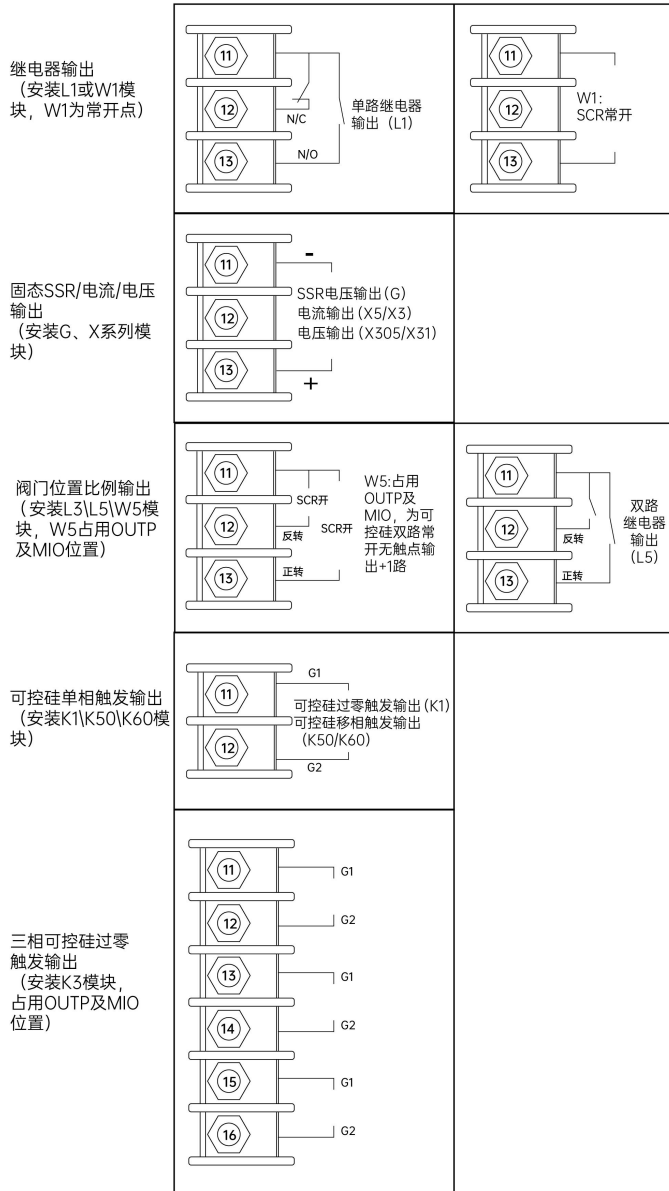 继电器输出
（安装L1或W1模
块，W1为常开点）
11
12
13
N/C
N/O
单路继电器
输出（L1）
11
12
13
W1：
SCR常开
固态SSR/电流/电压
输出
（安装G、X系列模
块）
11
12
13
-
+
SSR电压输出(G)
电流输出(X5/X3)
电压输出(X305/X31)
阀门位置比例输出
（安装L3\L5\W5模
块，W5占用OUTP
及MIO位置）
11
12
13
SCR开
反转
SCR开
正转
W5:占用
OUTP及
MIO，为可
控硅双路常
开无触点输
出+1路
11
12
13
反转
正转
双路
继电器
输出
(L5)
可控硅单相触发输出
（安装K1\K50\K60模
块）
11
12
G1
可控硅过零触发输出(K1)
可控硅移相触发输出
（K50/K60）
G2
三相可控硅过零
触发输出
（安装K3模块，
占用OUTP及MIO
位置）
11 G1
12 G2
13 G1
14 G2
15 G1
16 G2